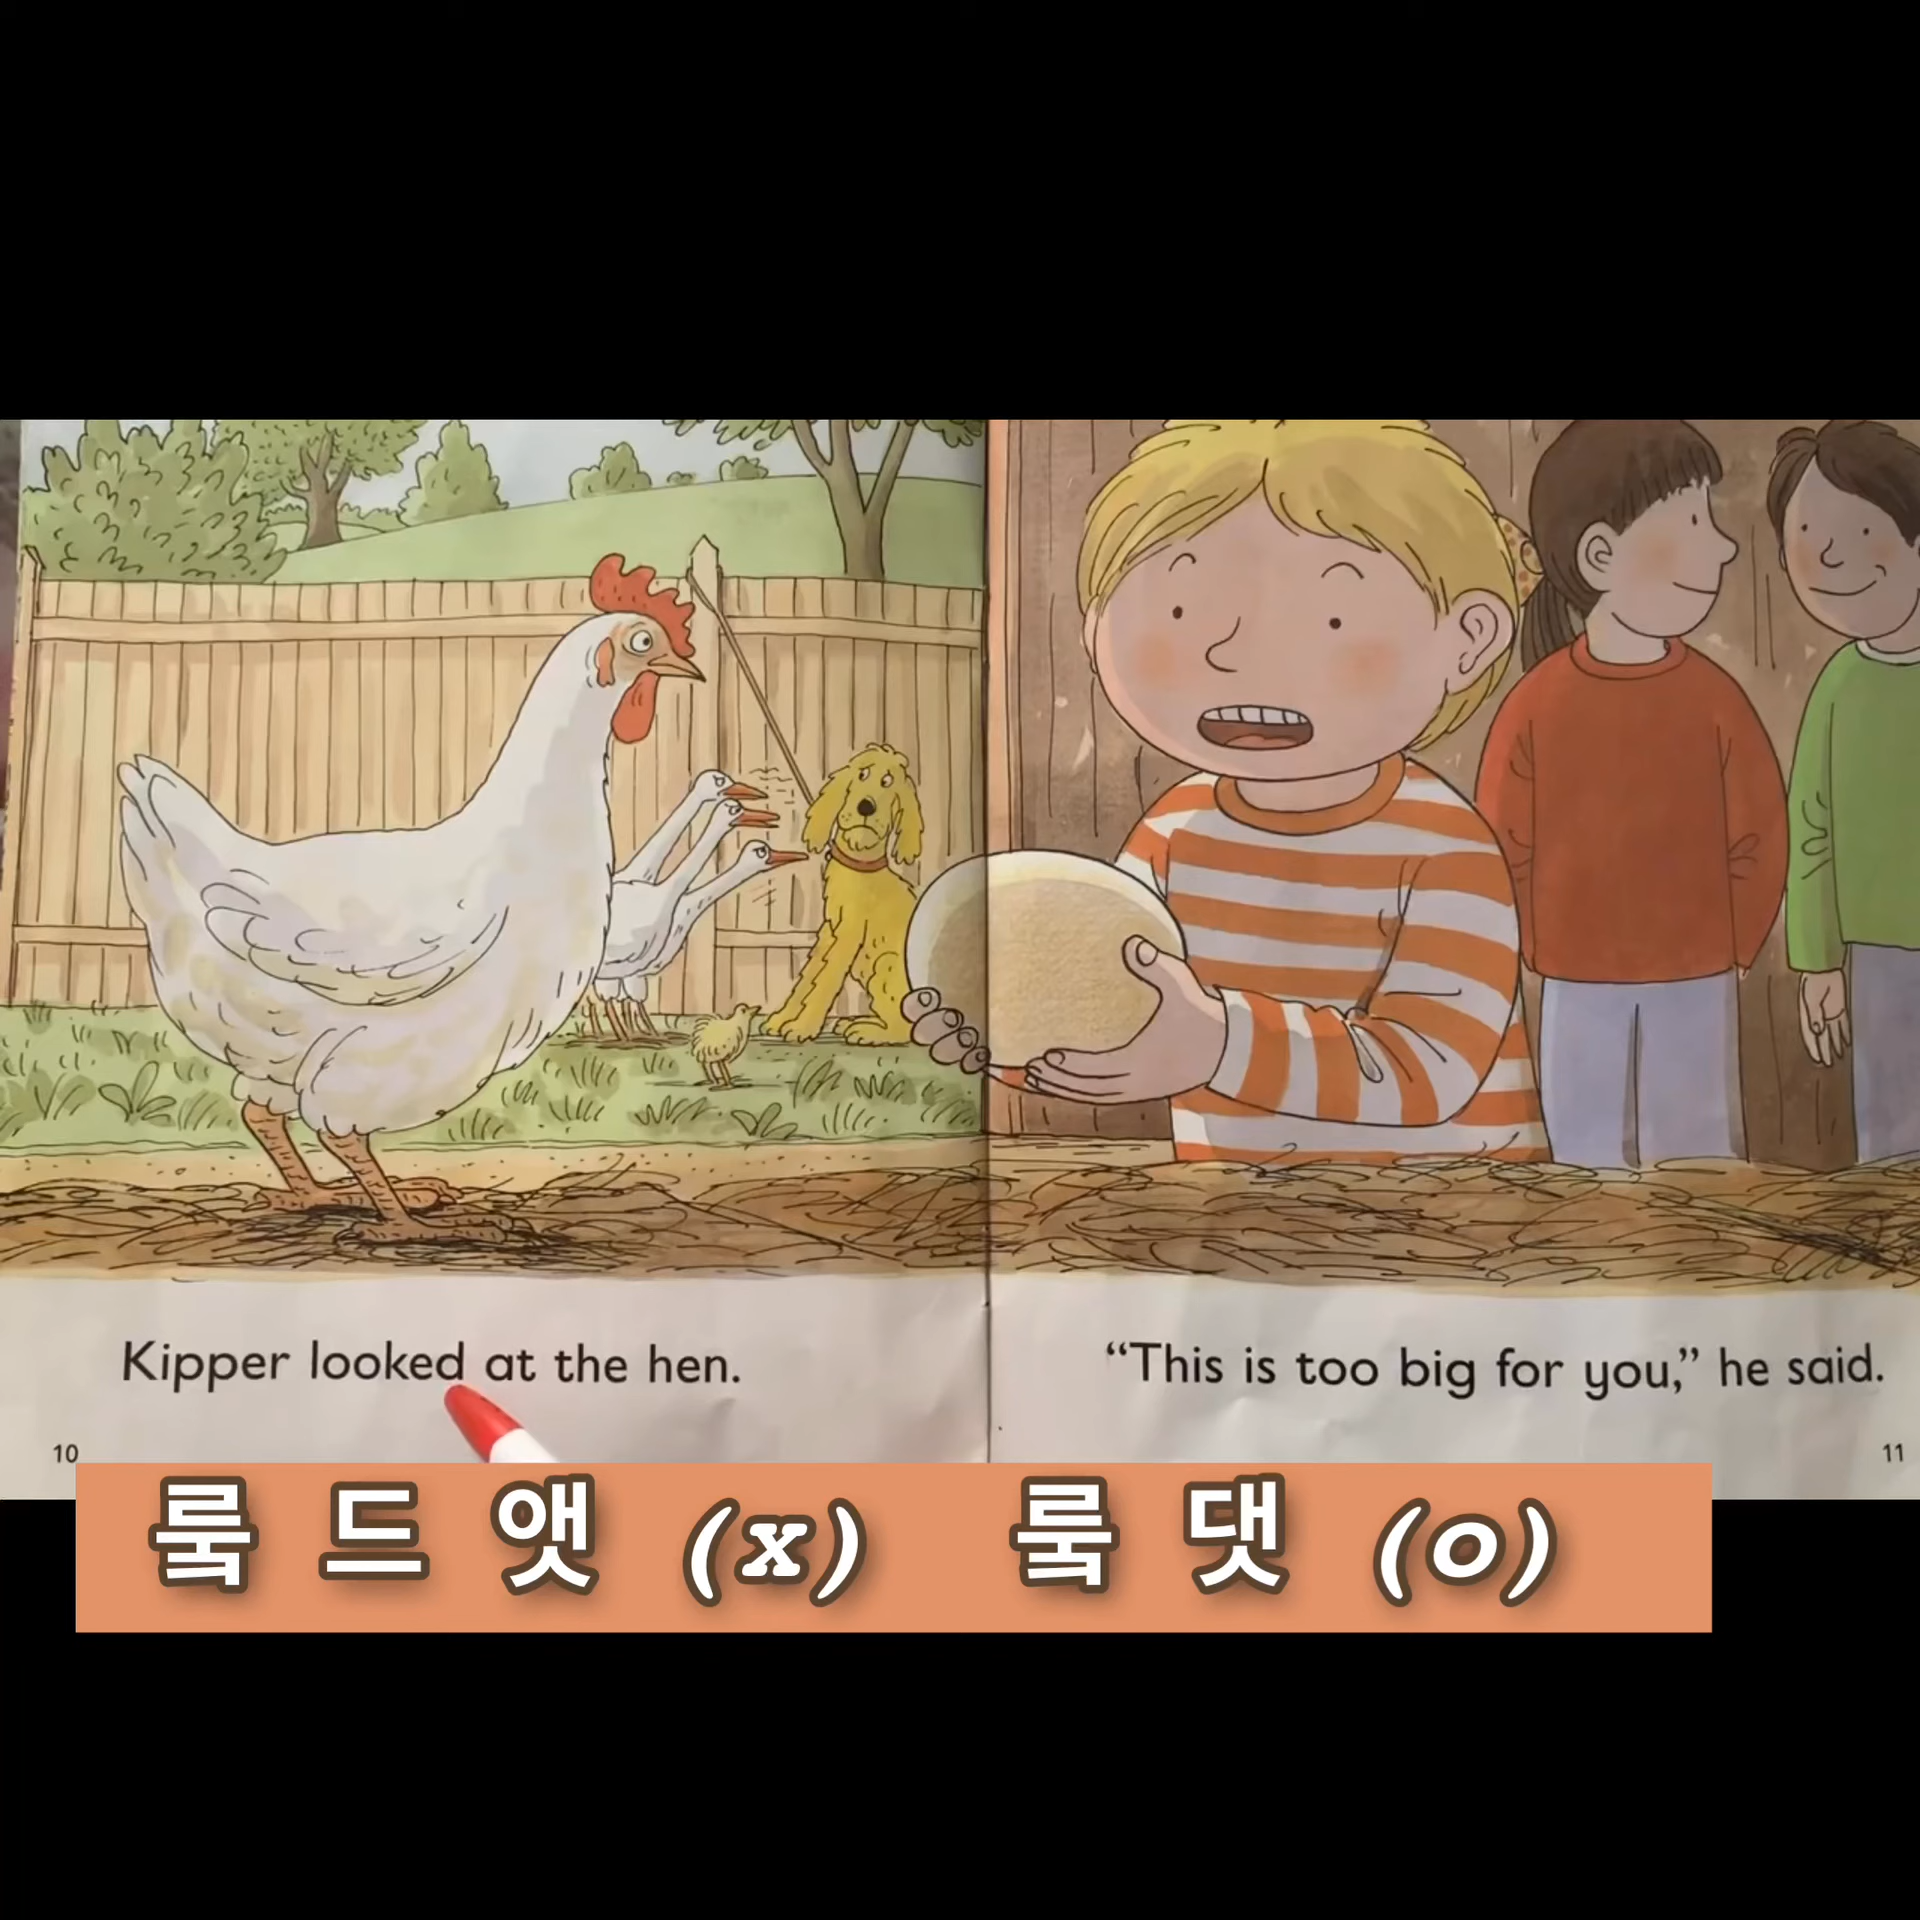 Kipper looked at the hen.
10
“This is too big for you,” he said.
11
룩 드 앳 (x) 룩 댓 (o)